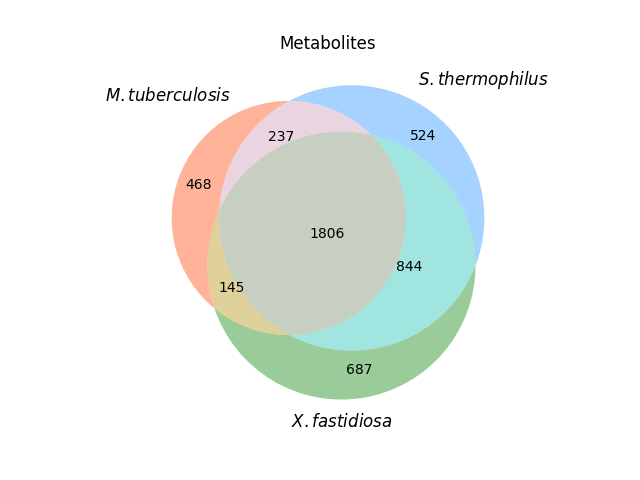 Metabolites
S. thermophilus
M. tuberculosis
237
524
468
1806
844
145
687
X. fastidiosa